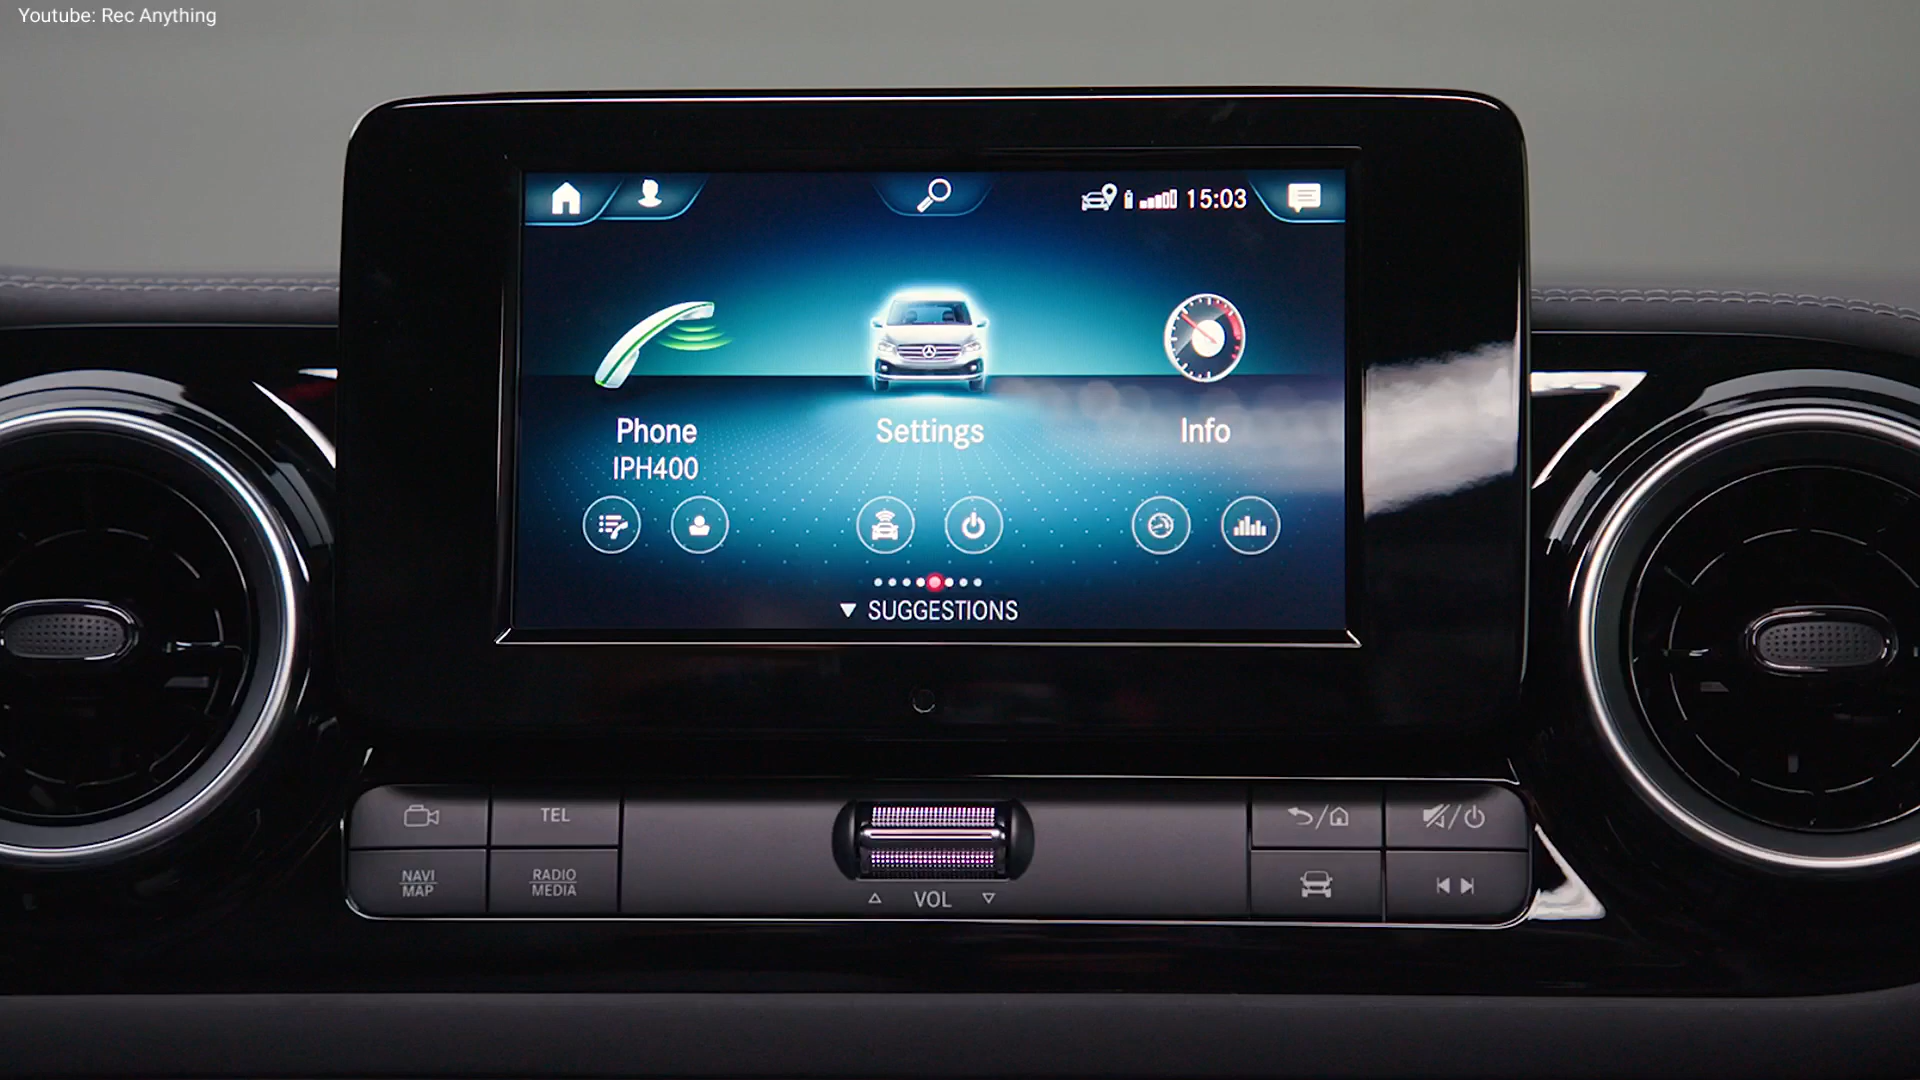 Youtube: Rec Anything
15:03
Phone
IPH400
Settings
Info
SUGGESTIONS
TEL
NAVI
MAP
RADIO
MEDIA
VOL